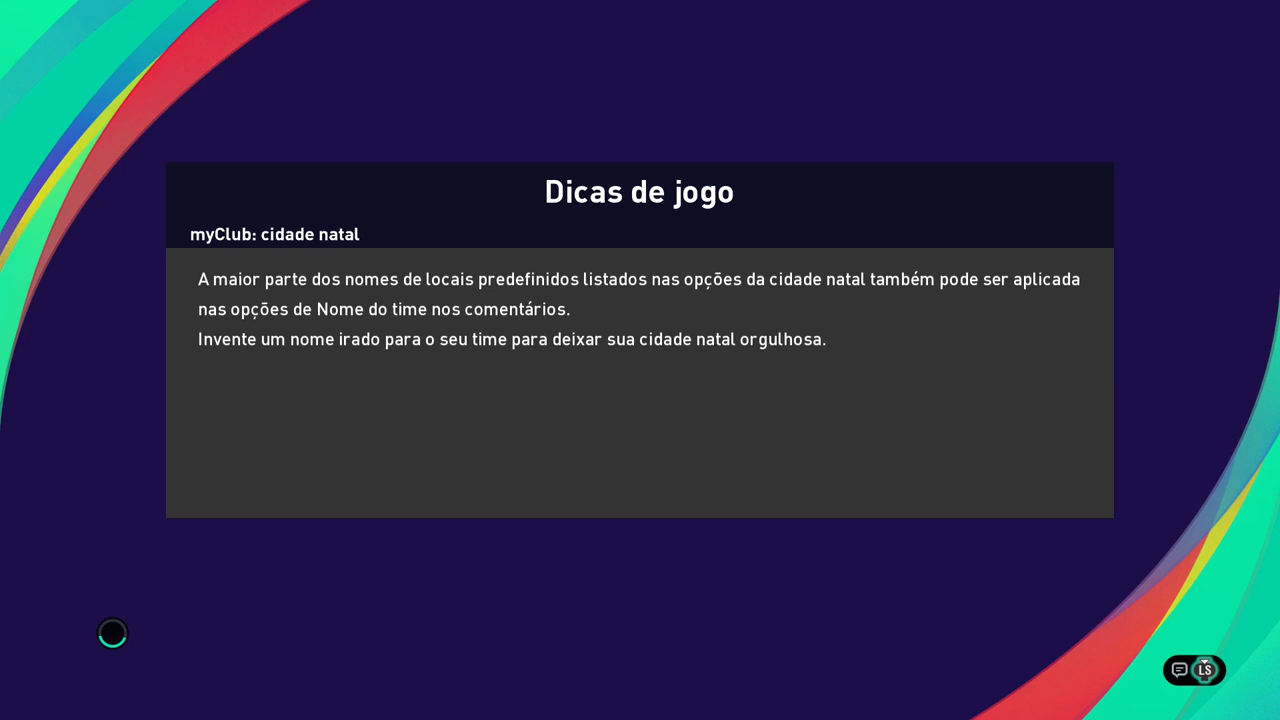 Dicas de jogo
myClub: cidade natal
A maior parte dos nomes de locais predefinidos listados nas opções da cidade natal também pode ser aplicada
nas opções de Nome do time nos comentários.
Invente um nome irado para o seu time para deixar sua cidade natal orgulhosa.
LS